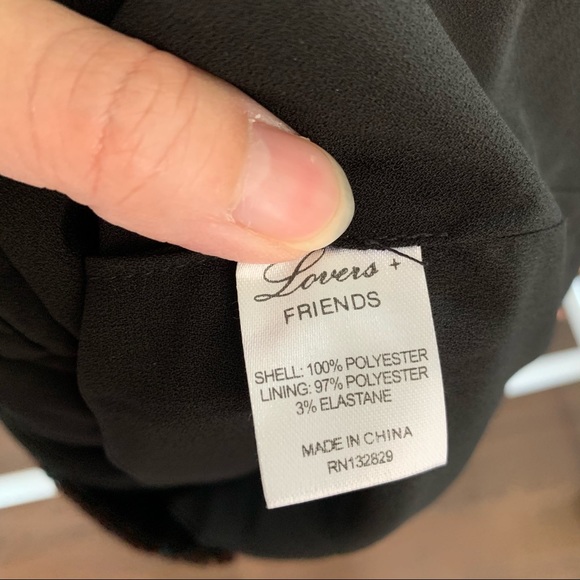 Lovers +
FRIENDS
SHELL: 100% POLYESTER
LINING: 97% POLYESTER
3% ELASTANE
MADE IN CHINA
RN132829